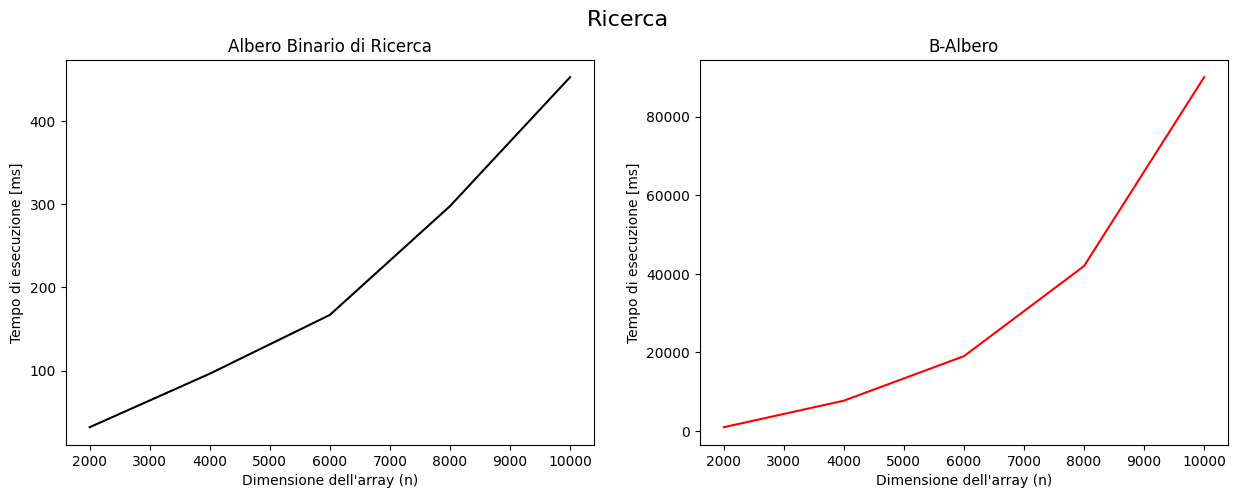 Ricerca
Albero Binario di Ricerca
400
300
200
100
Tempo di esecuzione [ms]
2000 3000 4000 5000 6000 7000 8000 9000 10000
Dimensione dell'array (n)
B-Albero
80000
60000
40000
20000
0
Tempo di esecuzione [ms]
2000 3000 4000 5000 6000 7000 8000 9000 10000
Dimensione dell'array (n)